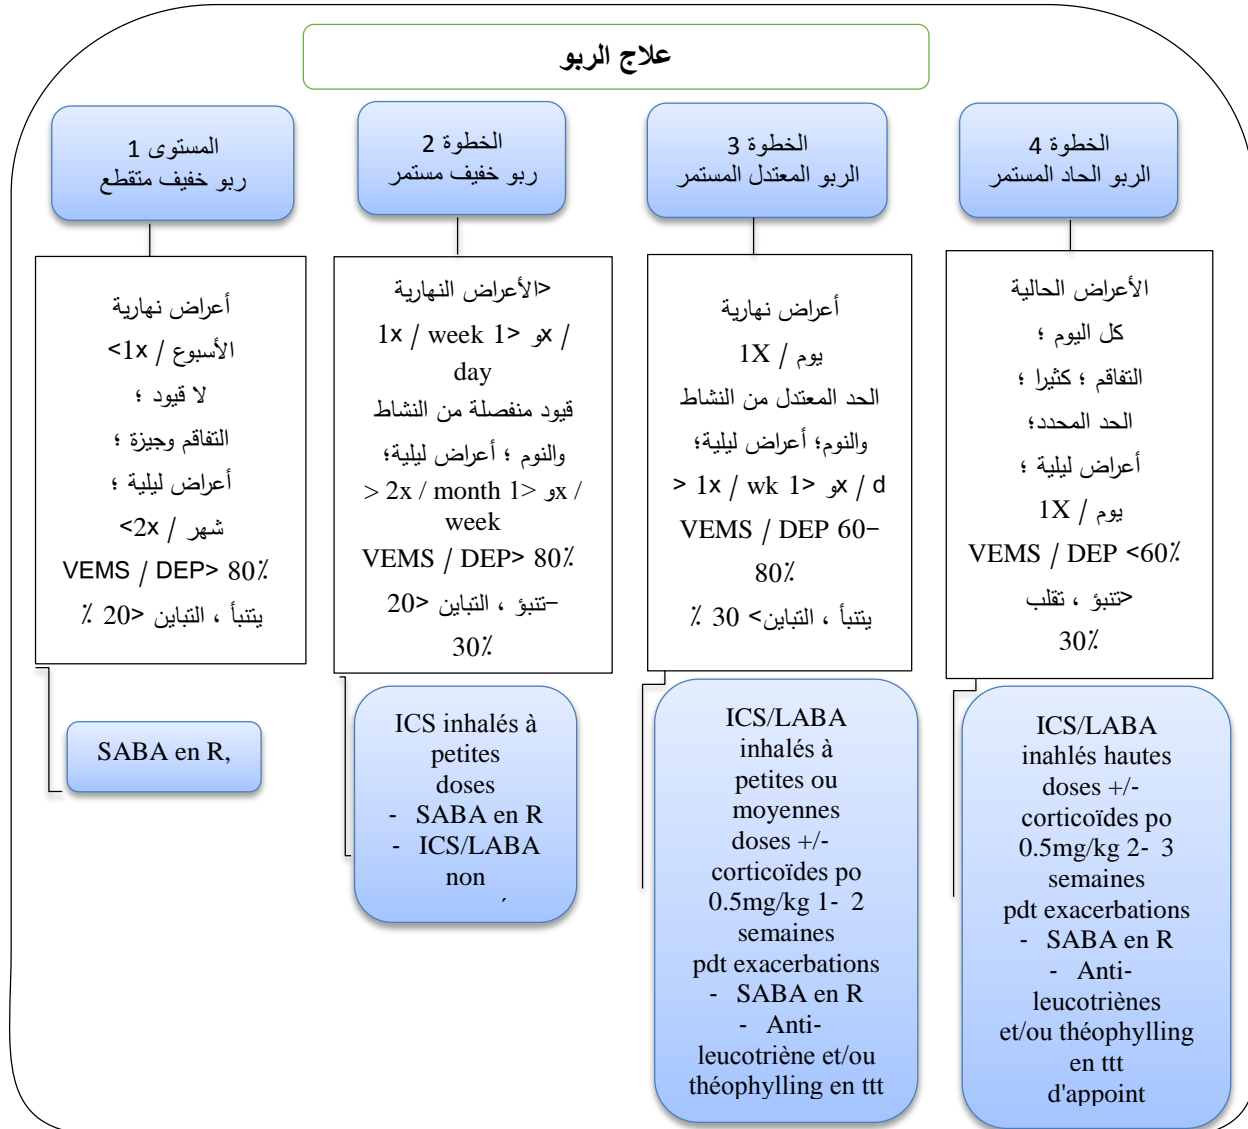 علاج الربو
المستوى 1
ربو خفيف متقطع
أعراض نهارية
<1x / الأسبوع
لا قيود ؛
التفاقم وجيزة ؛
أعراض ليلية ؛
<2x / شهر
VEMS / DEP> 80٪
يتنبأ ، التباين <20 ٪
SABA en R,
الخطوة 2
ربو خفيف مستمر
<الأعراض النهارية
1x / week و <1x /
day
قيود منفصلة من النشاط
والنوم ؛ أعراض ليلية؛
> 2x / month و <1x /
week
VEMS / DEP> 80٪
–تنبؤ ، التباين <20
30٪
ICS inhalés à
petites
doses
- SABA en R
- ICS/LABA
non
الخطوة 3
الربو المعتدل المستمر
أعراض نهارية
1X / يوم
الحد المعتدل من النشاط
والنوم؛ أعراض ليلية؛
> 1x / wk و <1x / d
VEMS / DEP 60–
80٪
يتنبأ ، التباين> 30 ٪
ICS/LABA
inhalés à
petites ou
moyennes
doses +/-
corticoïdes po
0.5mg/kg 1- 2
semaines
pdt exacerbations
- SABA en R
- Anti-
leucotriène et/ou
théophylling en ttt
الخطوة 4
الربو الحاد المستمر
الأعراض الحالية
كل اليوم ؛
التفاقم ؛ كثيرا ؛
الحد المحدد؛
أعراض ليلية ؛
1X / يوم
VEMS / DEP <60٪
<تنبؤ ، تقلب
30٪
ICS/LABA
inahlés hautes
doses +/-
corticoïdes po
0.5mg/kg 2- 3
semaines
pdt exacerbations
- SABA en R
- Anti-
leucotriènes
et/ou théophylling
en ttt
d'appoint